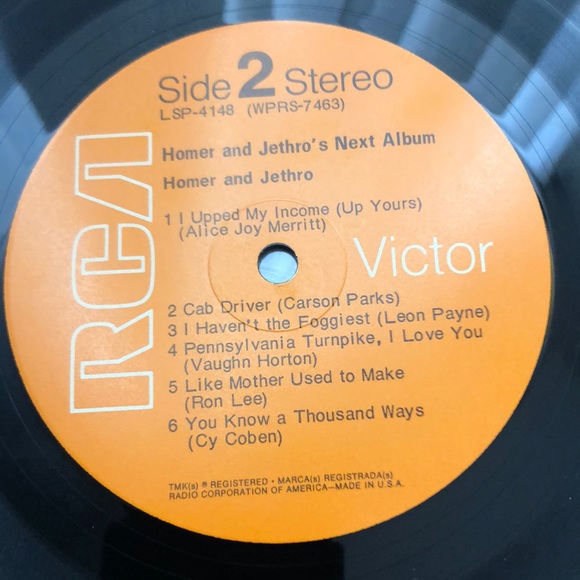 Side 2 Stereo
LSP-4148 (WPRS-7463)
Homer and Jethro's Next Album
Homer and Jethro
1 I Upped My Income (Up Yours)
(Alice Joy Merritt)
RCA
Victor
2 Cab Driver (Carson Parks)
3 I Haven't the Foggiest (Leon Payne)
4 Pennsylvania Turnpike, I Love You
(Vaughn Horton)
5 Like Mother Used to Make
(Ron Lee)
6 You Know a Thousand Ways
(Cy Coben)
TMK(s) ® REGISTERED • MARCA(s) REGISTRADA(s)
RADIO CORPORATION OF AMERICA—MADE IN U.S.A.